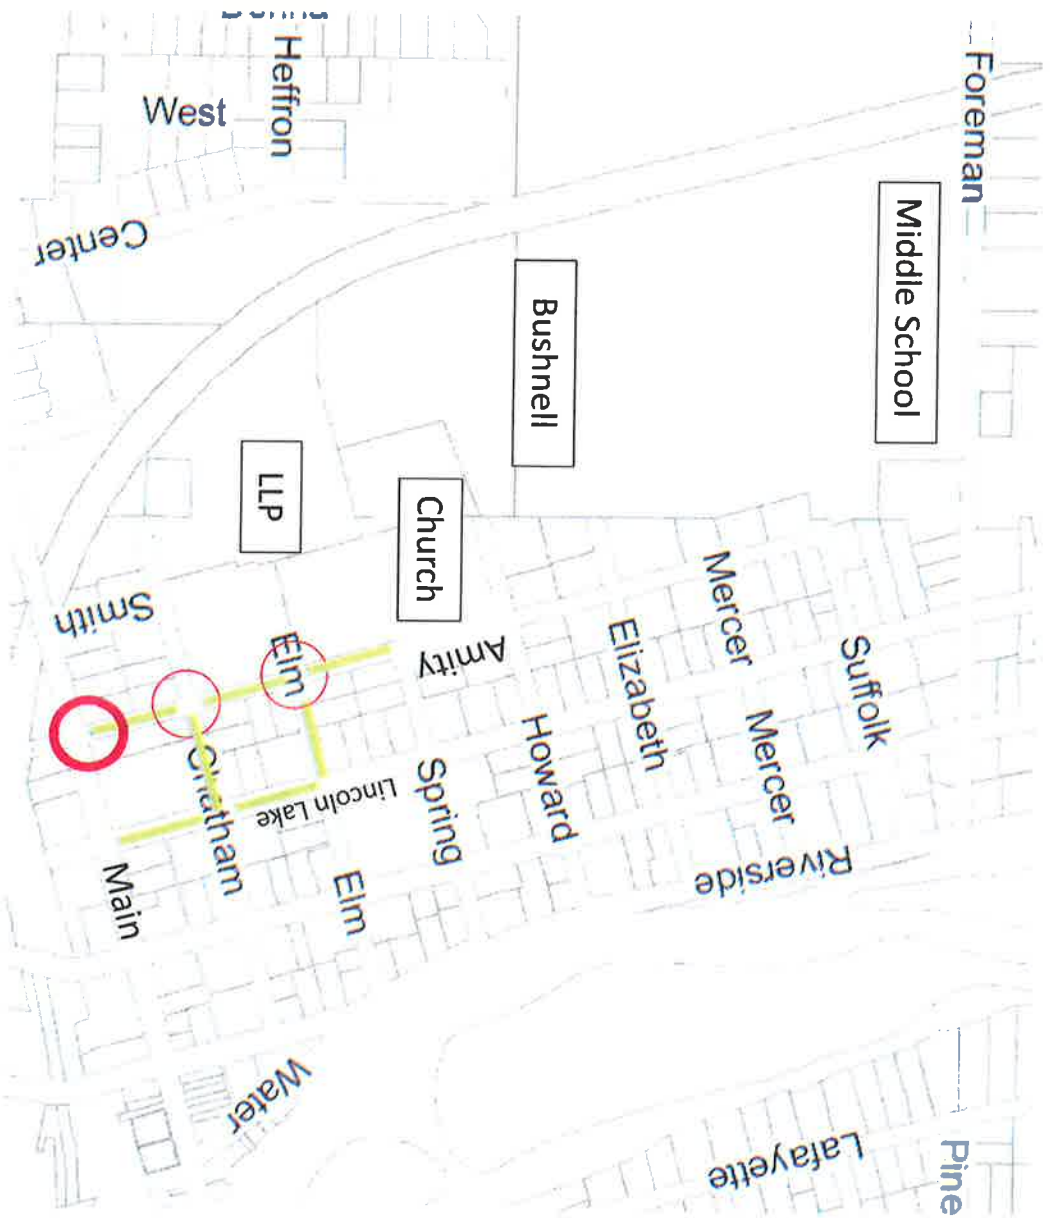 Heffron
West
Center
Foreman
Middle School
Bushnell
LLP
Church
Smith
Elm
Amity
Mercer
Suffolk
Elizabeth
Mercer
Howard
Spring
Lincoln Lake
Chatham
Elm
Main
Riverside
Water
Lafayette
Pine